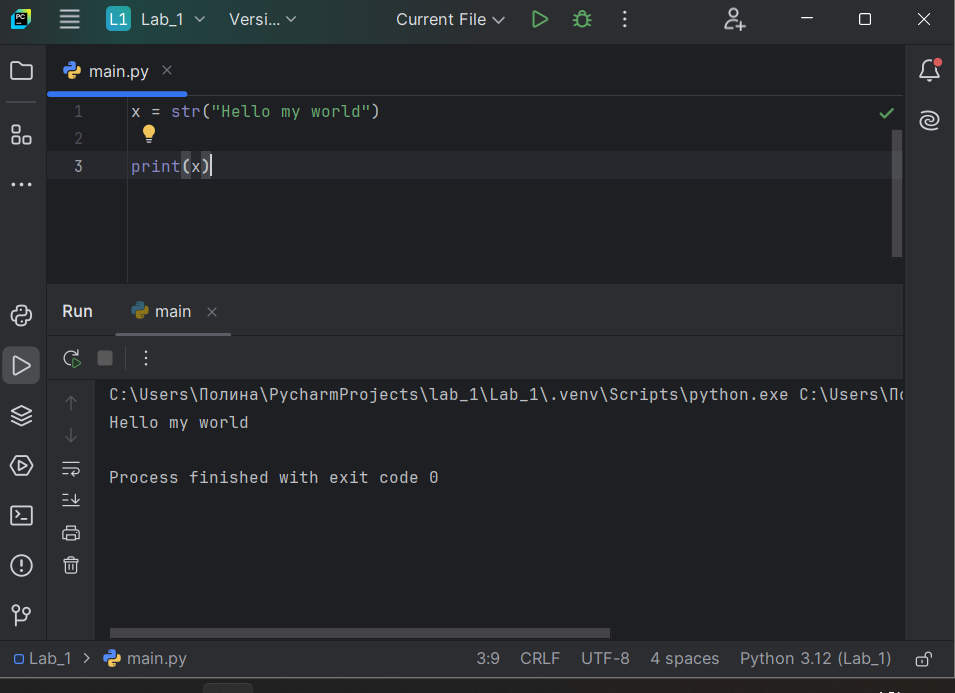 PC L1 Lab_1 Versi... Current File
main.py
1 x = str("Hello my world")
2
3 print(x)
Run main
C:\Users\Полина\PycharmProjects\lab_1\Lab_1\.venv\Scripts\python.exe C:\Users\По
Hello my world
Process finished with exit code 0
Lab_1 main.py 3:9 CRLF UTF-8 4 spaces Python 3.12 (Lab_1)